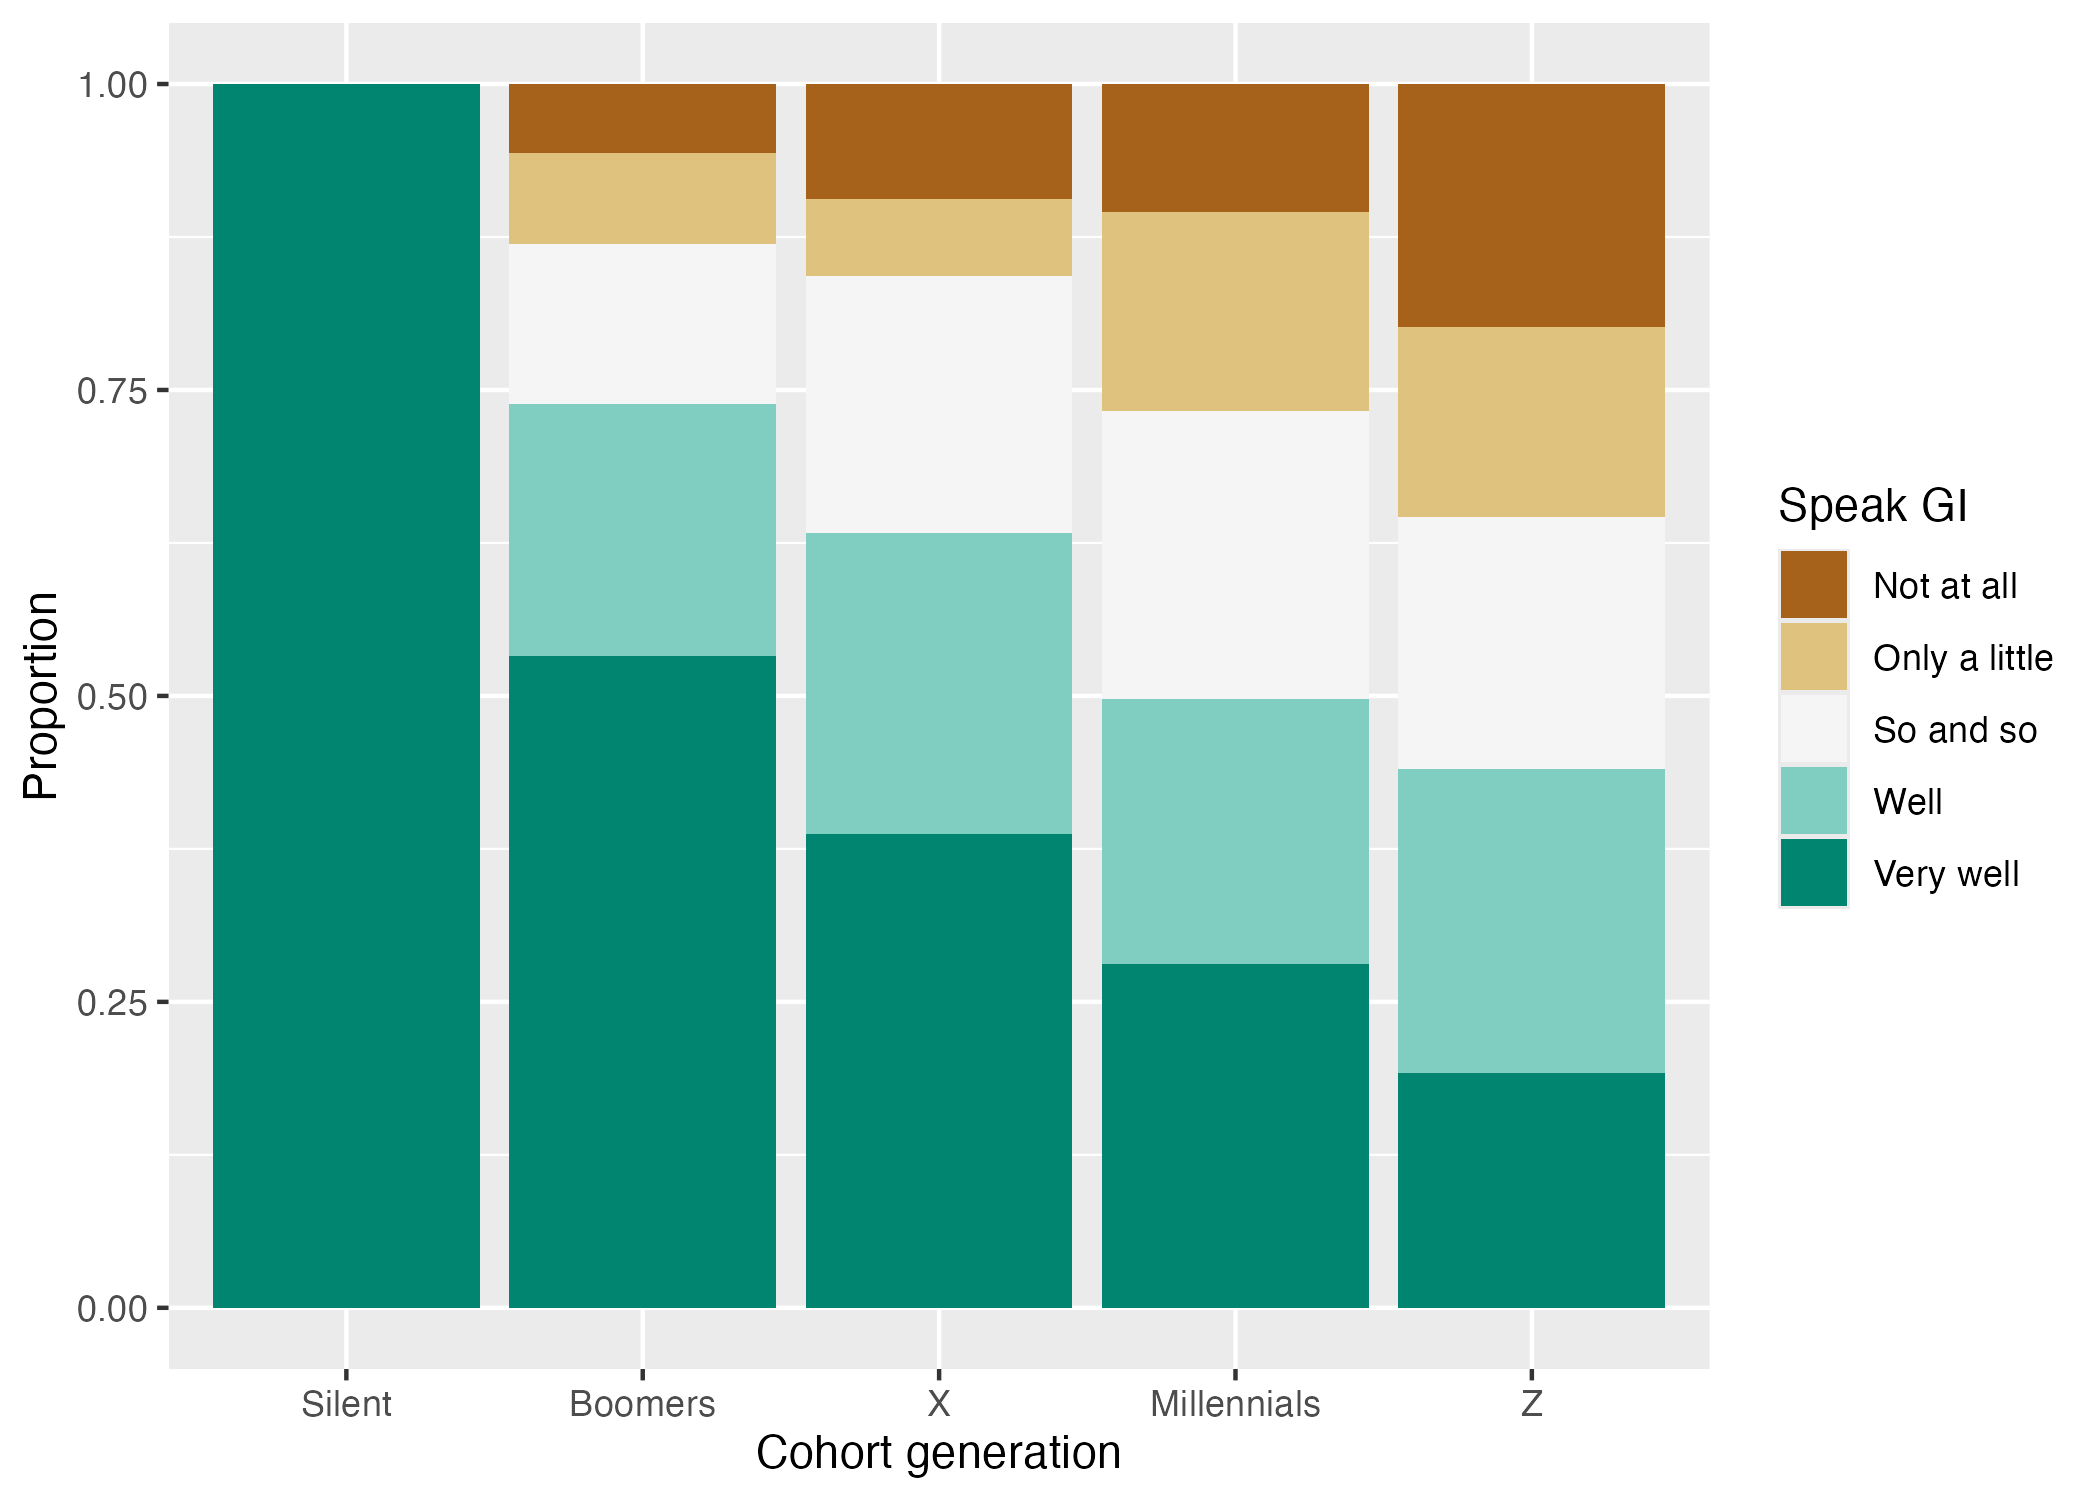 1.00
0.75
0.50
0.25
0.00
Proportion
Silent
Boomers
X
Millennials
Z
Cohort generation
Speak GI
Not at all
Only a little
So and so
Well
Very well